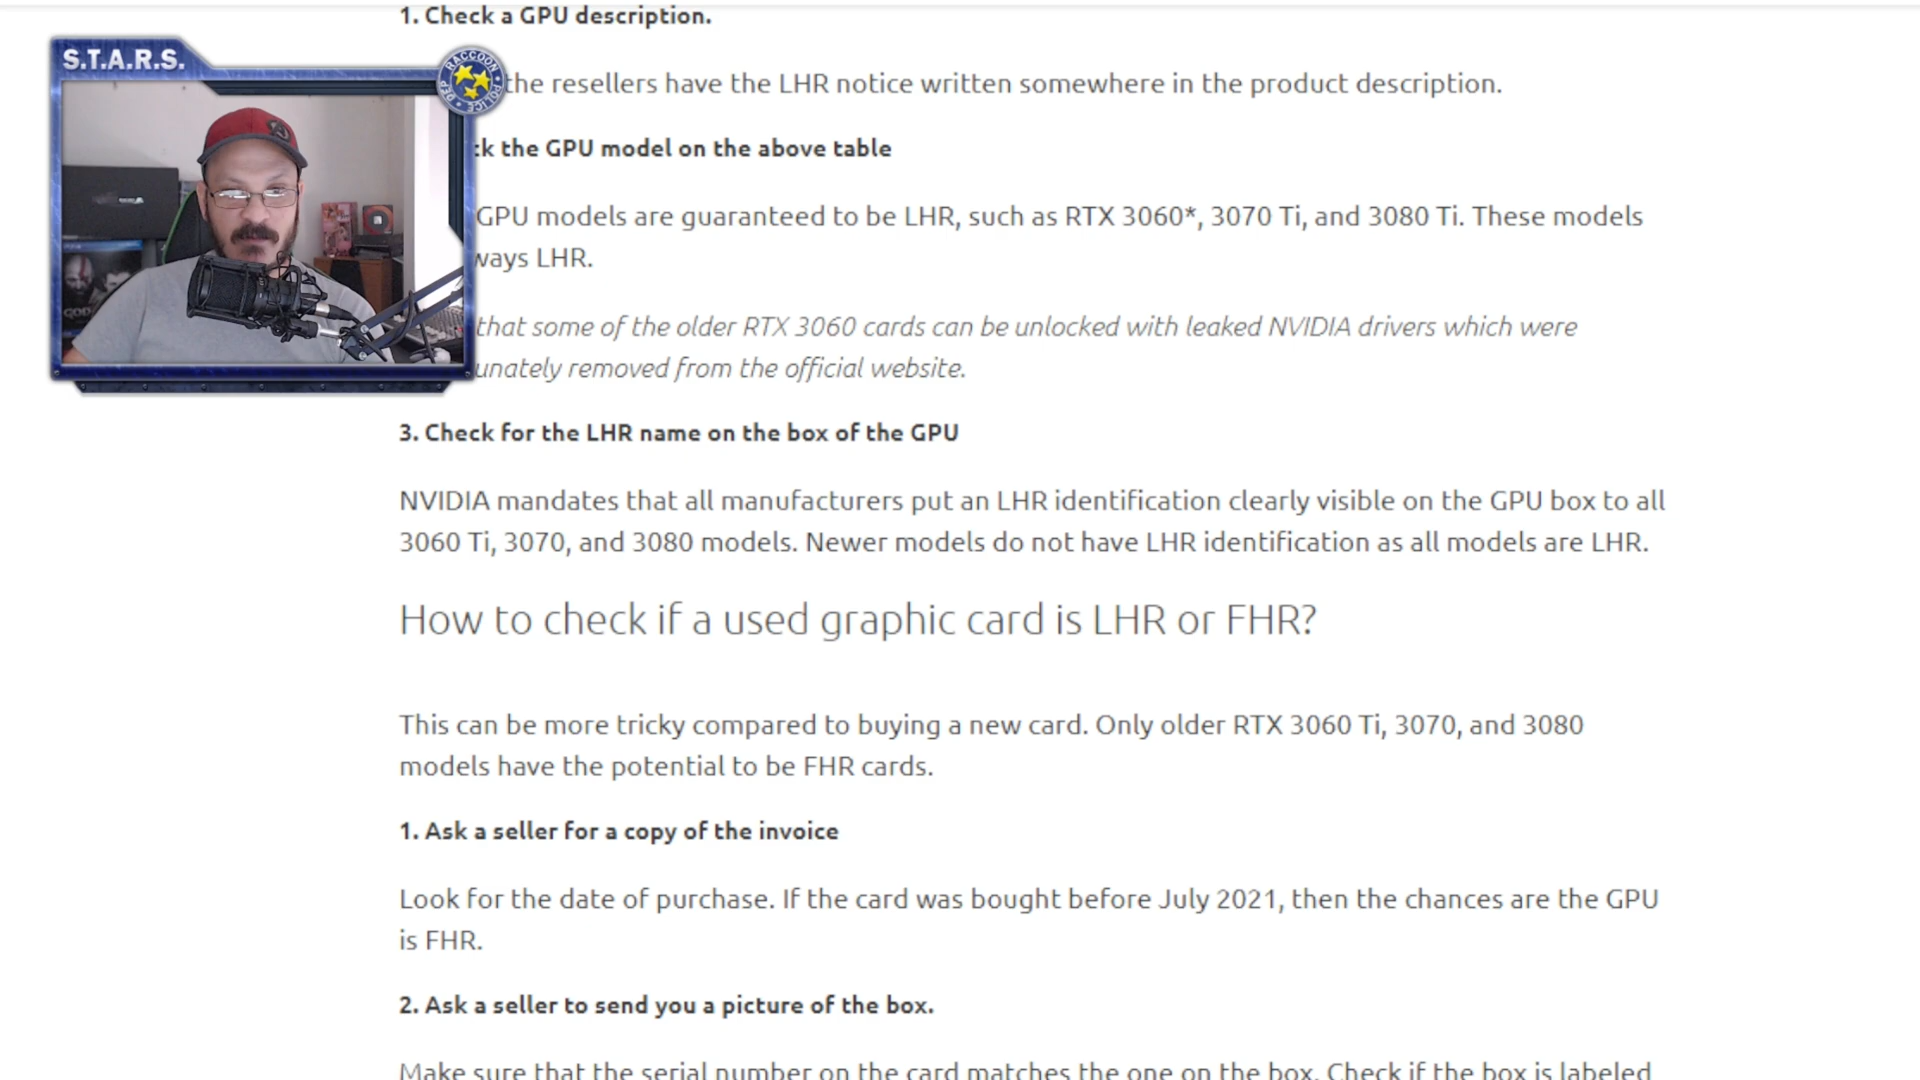 1. Check a GPU description.
S.T.A.R.S.
RACCOON
POLICE
the resellers have the LHR notice written somewhere in the product description.
ck the GPU model on the above table
GPU models are guaranteed to be LHR, such as RTX 3060*, 3070 Ti, and 3080 Ti. These models
ways LHR.
that some of the older RTX 3060 cards can be unlocked with leaked NVIDIA drivers which were
unately removed from the official website.
3. Check for the LHR name on the box of the GPU
NVIDIA mandates that all manufacturers put an LHR identification clearly visible on the GPU box to all
3060 Ti, 3070, and 3080 models. Newer models do not have LHR identification as all models are LHR.
How to check if a used graphic card is LHR or FHR?
This can be more tricky compared to buying a new card. Only older RTX 3060 Ti, 3070, and 3080
models have the potential to be FHR cards.
1. Ask a seller for a copy of the invoice
Look for the date of purchase. If the card was bought before July 2021, then the chances are the GPU
is FHR.
2. Ask a seller to send you a picture of the box.
Make sure that the serial number on the card matches the one on the box. Check if the box is labeled